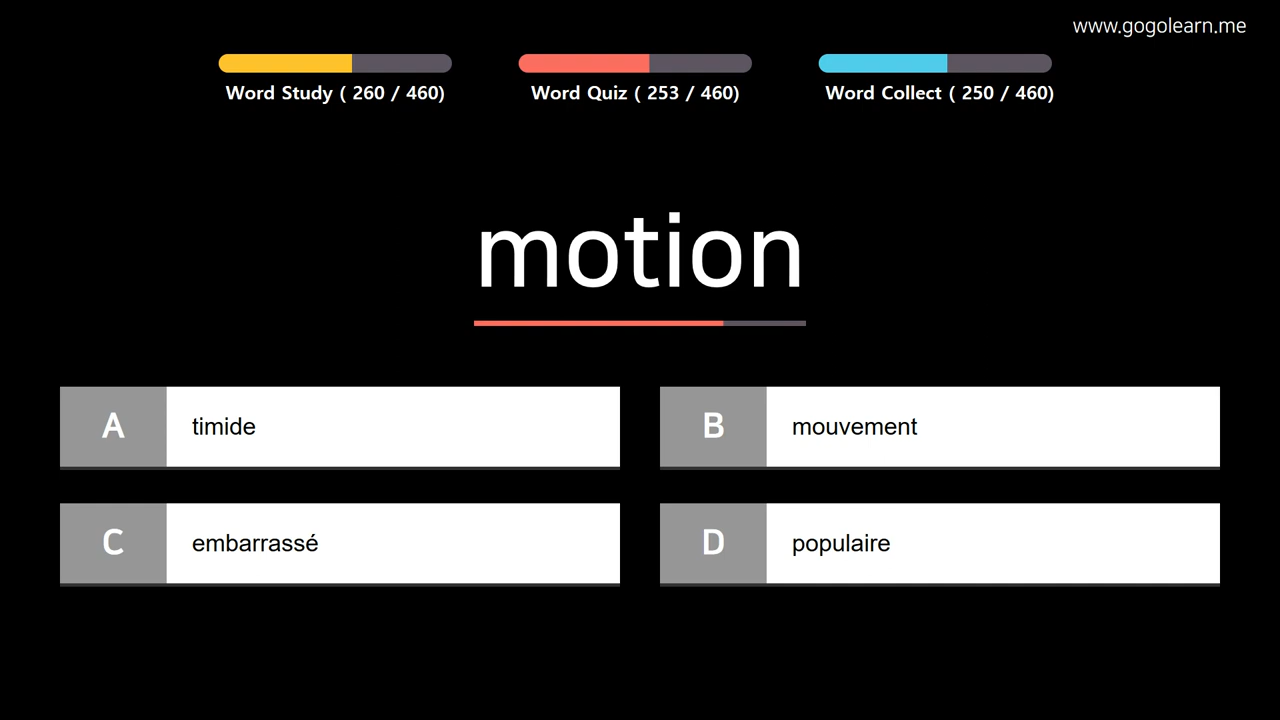 www.gogolearn.me
Word Study ( 260 / 460)
Word Quiz ( 253 / 460)
Word Collect ( 250 / 460)
motion
A timide
B mouvement
C embarrassé
D populaire